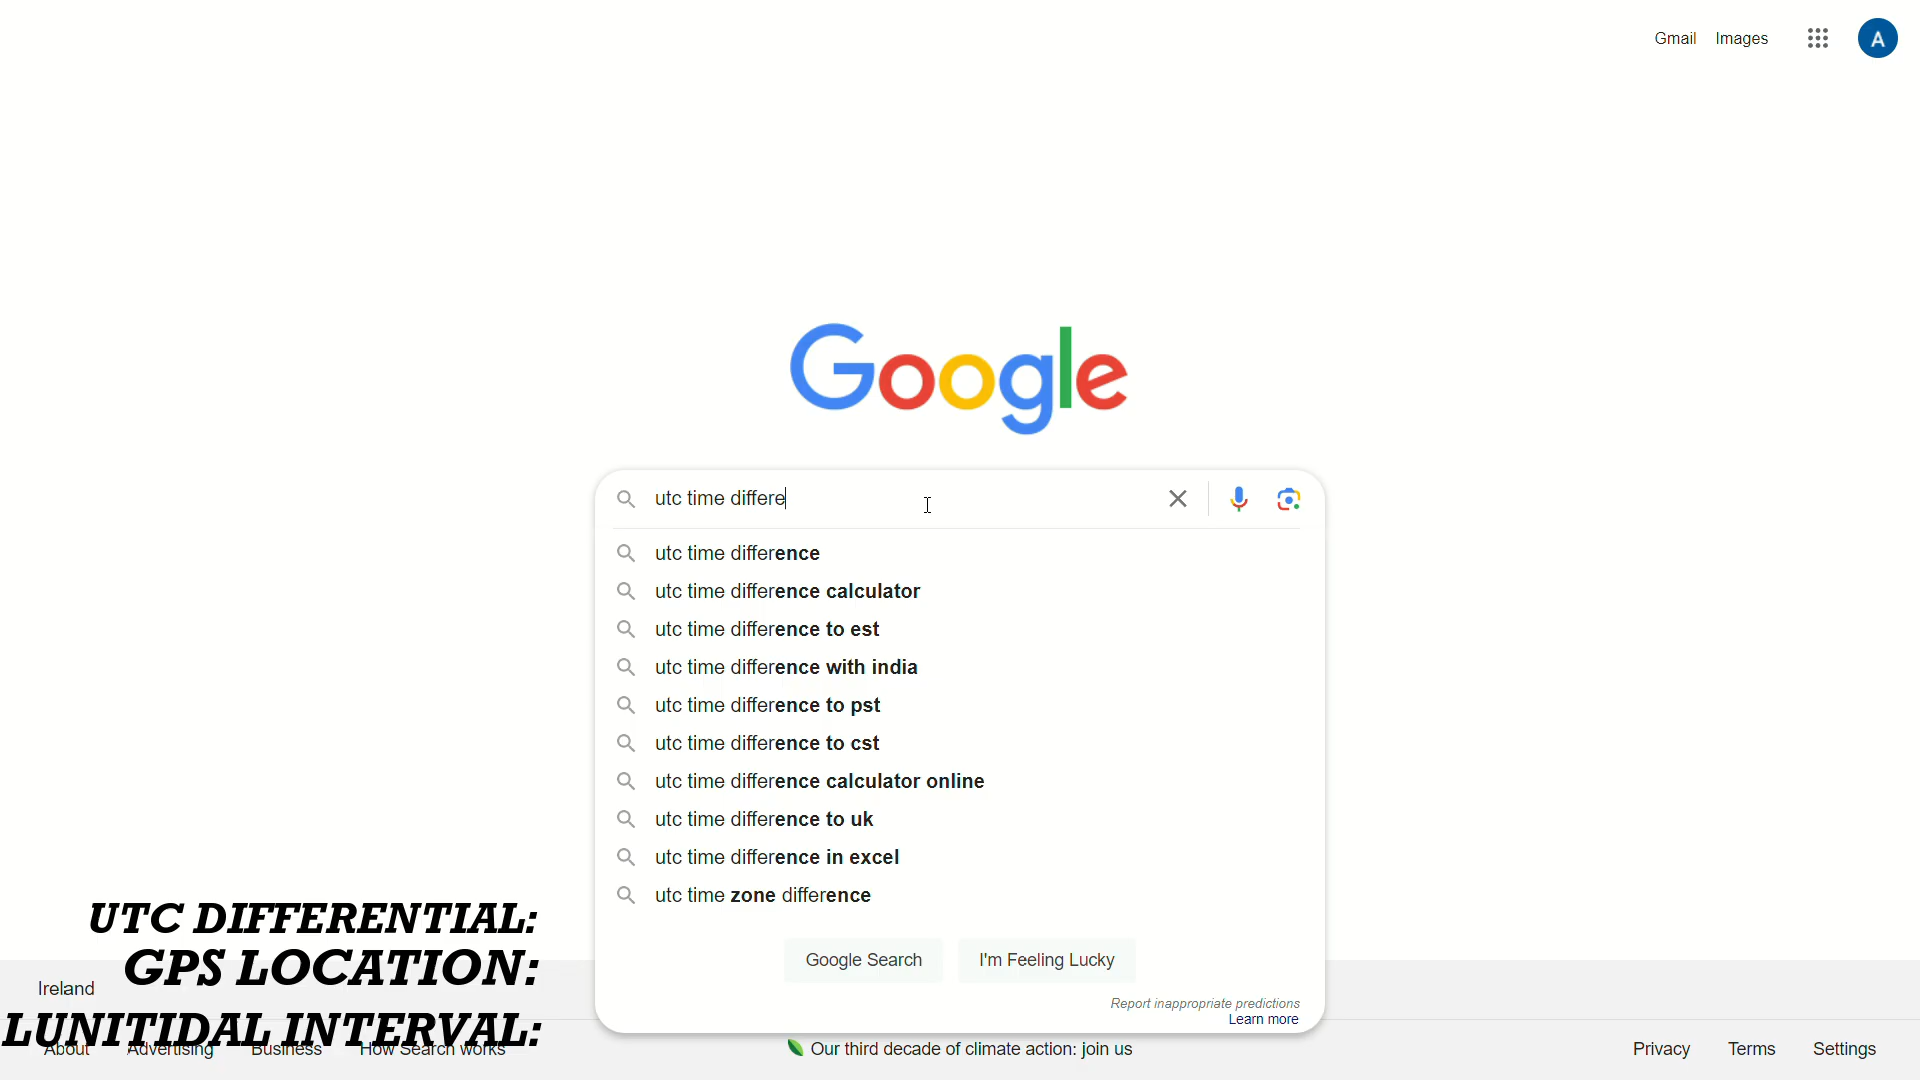 Gmail Images
A
Google
utc time differe
utc time difference
utc time difference calculator
utc time difference to est
utc time difference with india
utc time difference to pst
utc time difference to cst
utc time difference calculator online
utc time difference to uk
utc time difference in excel
utc time zone difference
Google Search I'm Feeling Lucky
Report inappropriate predictions
Learn more
UTC DIFFERENTIAL:
GPS LOCATION:
LUNITIDAL INTERVAL:
Ireland
About Advertising Business How Search works
Our third decade of climate action: join us
Privacy Terms Settings